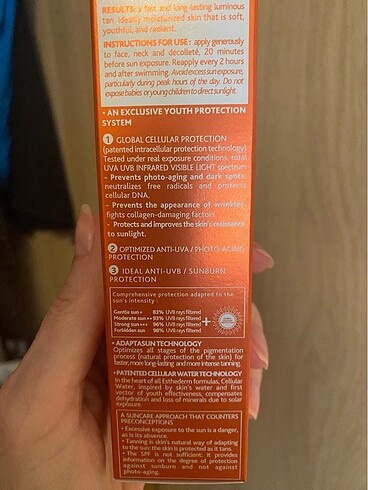 RESULTS: a fast and long-lasting luminous
tan. Ideally moisturized skin that is soft,
youthful, and radiant.
INSTRUCTIONS FOR USE: apply generously
to face, neck and décolleté, 20 minutes
before sun exposure. Reapply every 2 hours
and after swimming. Avoid excess sun exposure,
particularly during peak hours of the day. Do not
expose babies or young children to direct sunlight.
• AN EXCLUSIVE YOUTH PROTECTION
SYSTEM
1 GLOBAL CELLULAR PROTECTION
(patented intracellular protection technology)
Tested under real exposure conditions, total
UVA UVB INFRARED VISIBLE LIGHT spectrum
- Prevents photo-aging and dark spots:
neutralizes free radicals and protects
cellular DNA.
- Prevents the appearance of wrinkles,
fights collagen-damaging factors.
- Protects and improves the skin's resistance
to sunlight.
2 OPTIMIZED ANTI-UVA / PHOTO-AGING
PROTECTION
3 IDEAL ANTI-UVB / SUNBURN
PROTECTION
Comprehensive protection adapted to the
sun's intensity:
Gentle sun + 83% UVB rays filtered
Moderate sun ++ 93% UVB rays filtered
Strong sun +++ 96% UVB rays filtered
Forbidden sun 98% UVB rays filtered
+
• ADAPTASUN TECHNOLOGY
Optimizes all stages of the pigmentation
process (natural protection of the skin) for
faster, more long-lasting and more intense tanning.
• PATENTED CELLULAR WATER TECHNOLOGY
In the heart of all Esthederm formulas, Cellular
Water, inspired by skin's water and first
vector of youth effectiveness, compensates
dehydration and loss of minerals due to solar
exposure.
A SUNCARE APPROACH THAT COUNTERS
PRECONCEPTIONS
• Excessive exposure to the sun is a danger,
as is its absence.
• Tanning is skin's natural way of adapting
to the sun: the skin is protected as it tans.
• The SPF is not sufficient: it provides
information on the degree of protection
against sunburn and not against
photo-aging.